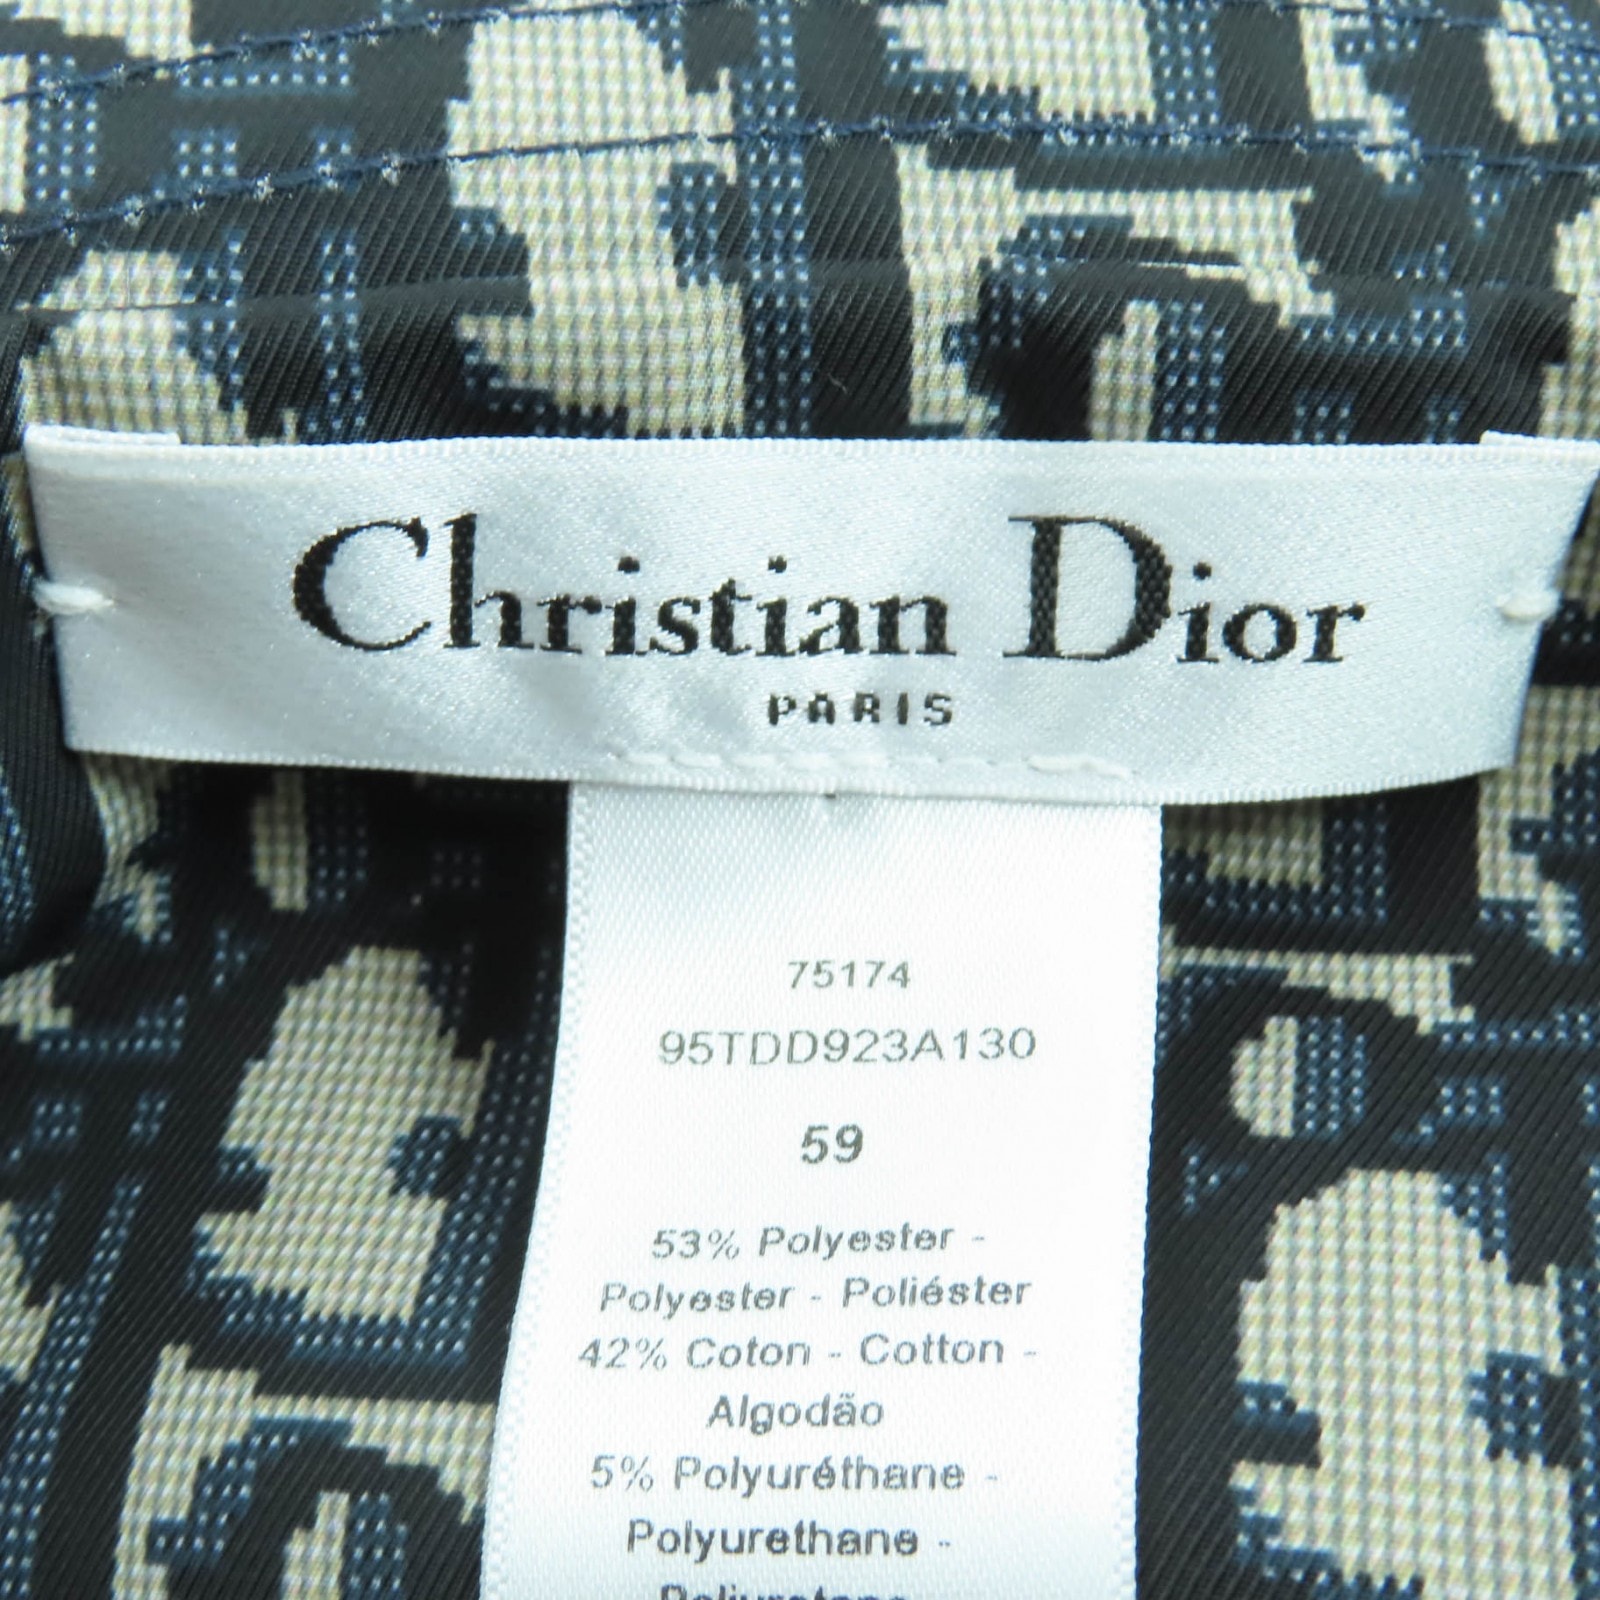 Christian Dior
PARIS
75174
95TDD923A130
59
53% Polyester -
Polyester - Poliéster
42% Coton - Cotton -
Algodão
5% Polyuréthane -
Polyurethane -